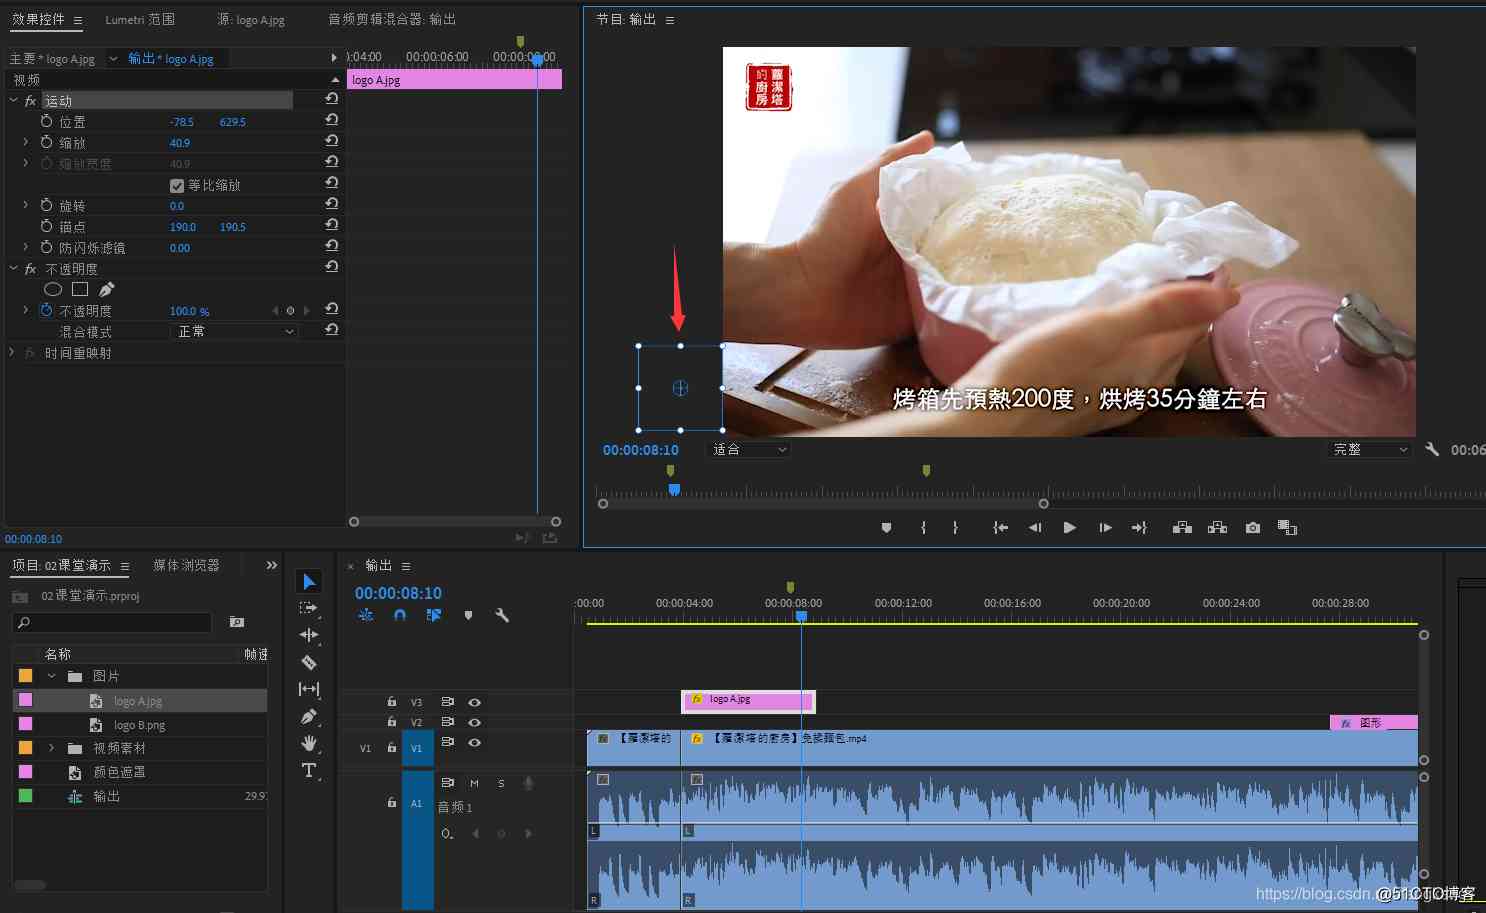 效果控件 Lumetri 范围 源: logo A.jpg 音频剪辑混合器: 输出
主要 * logo A.jpg 输出 * logo A.jpg
):04:00 00:00:06:00 00:00:08:00
视频
logo A.jpg
fx 运动
位置 -78.5 629.5
缩放 40.9
缩放宽度 40.9
等比缩放
旋转 0.0
锚点 190.0 190.5
防闪烁滤镜 0.00
fx 不透明度
不透明度 100.0 %
混合模式 正常
fx 时间重映射
00:00:08:10
节目: 输出
蘿潔塔
的廚房
烤箱先預熱200度，烘烤35分鐘左右
00:00:08:10 适合 完整 00:06
项目: 02课堂演示 媒体浏览器 »
02课堂演示.prproj
名称 帧速
图片
logo A.jpg
logo B.png
视频素材
颜色遮罩
输出 29.9
× 输出
00:00:08:10
:00:00 00:00:04:00 00:00:08:00 00:00:12:00 00:00:16:00 00:00:20:00 00:00:24:00 00:00:28:00
V3 fx logo A.jpg
V2 fx 图形
V1 V1 fx 【蘿潔塔的 fx 【蘿潔塔的廚房】免揉麵包.mp4
M S
A1 音频 1
L L
R R
https://blog.csdn. @51CTO博客